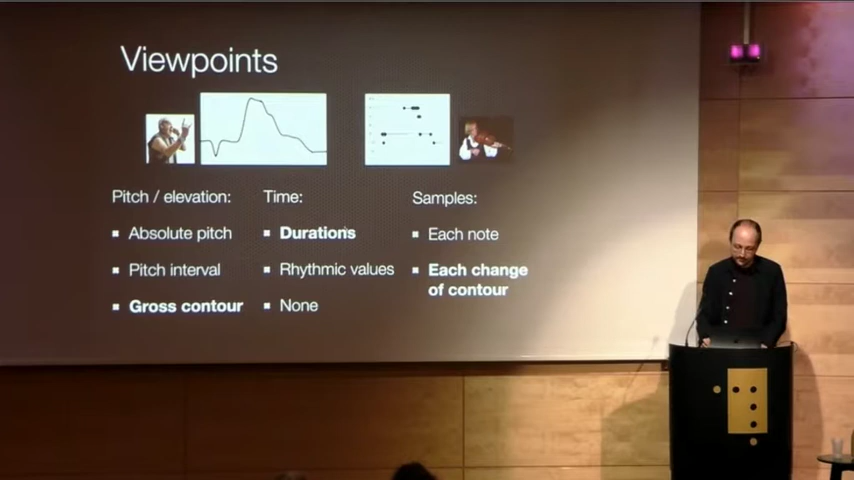 Viewpoints
Pitch / elevation:
Absolute pitch
Pitch interval
Gross contour
Time:
Durations
Rhythmic values
None
Samples:
Each note
Each change
of contour